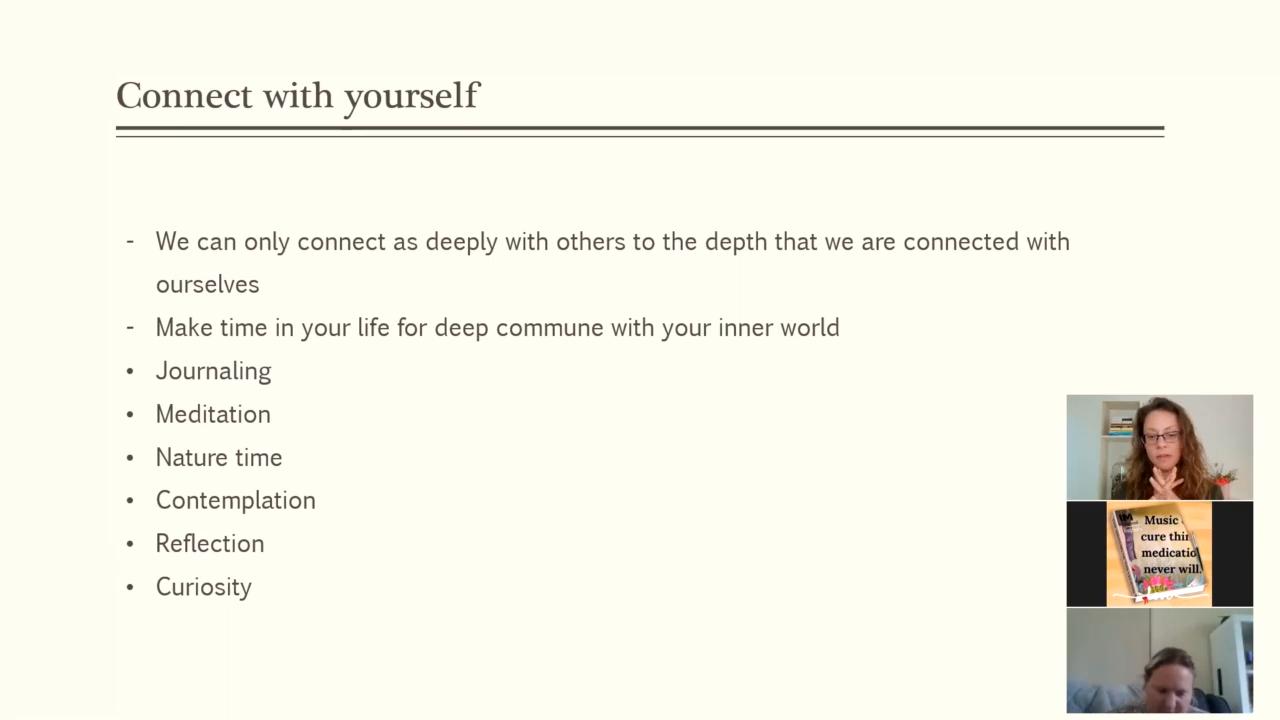 Connect with yourself
- We can only connect as deeply with others to the depth that we are connected with
ourselves
- Make time in your life for deep commune with your inner world
• Journaling
• Meditation
• Nature time
• Contemplation
• Reflection
• Curiosity
Music
cure
never will.